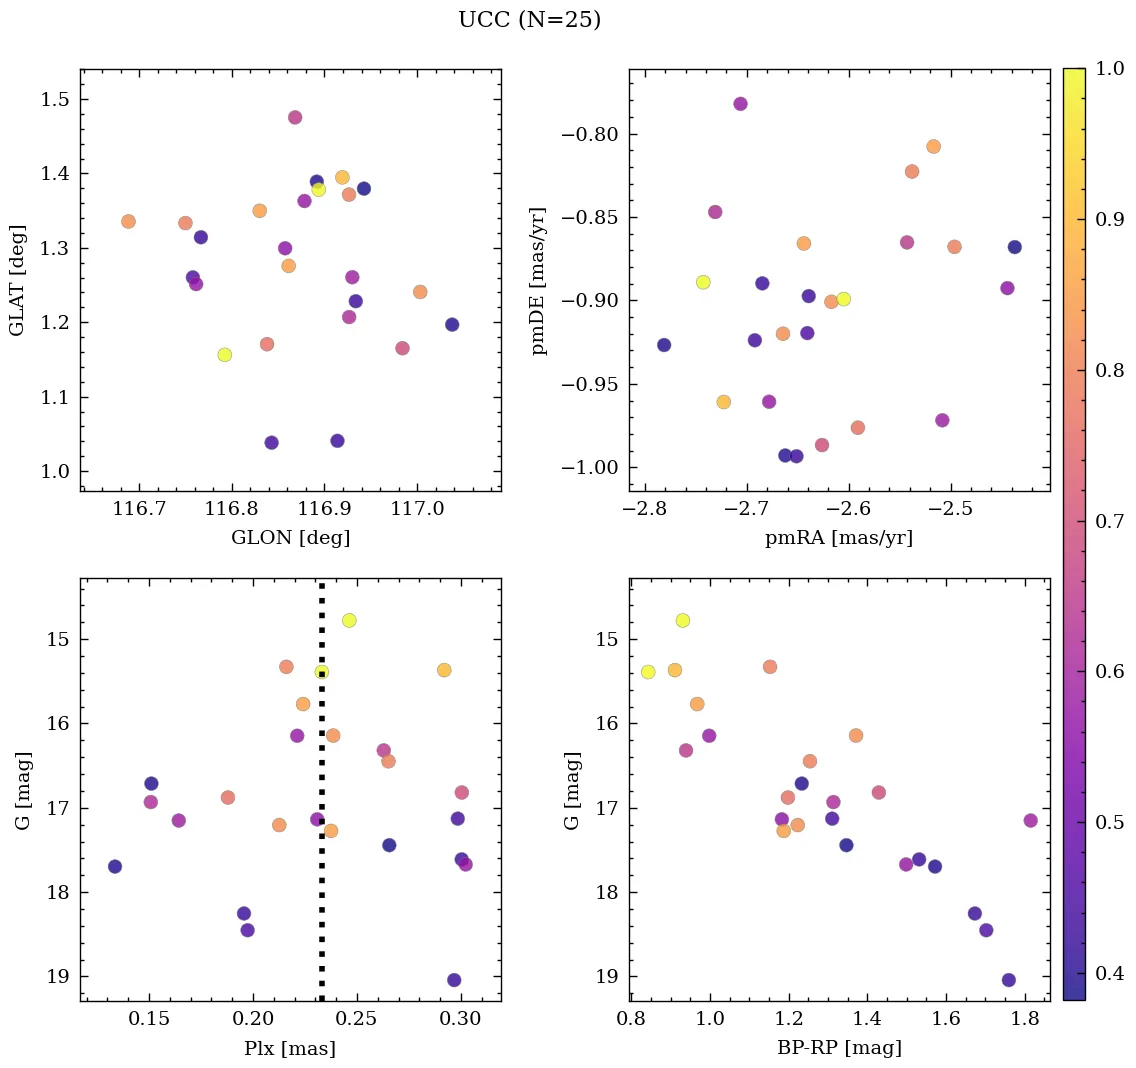 UCC (N=25)
1.5
1.4
1.3
1.2
1.1
1.0
GLAT [deg]
116.7 116.8 116.9 117.0
GLON [deg]
−0.80
−0.85
−0.90
−0.95
−1.00
pmDE [mas/yr]
−2.8 −2.7 −2.6 −2.5
pmRA [mas/yr]
1.0
0.9
0.8
0.7
0.6
0.5
0.4
15
16
17
18
19
G [mag]
0.15 0.20 0.25 0.30
Plx [mas]
15
16
17
18
19
G [mag]
0.8 1.0 1.2 1.4 1.6 1.8
BP-RP [mag]